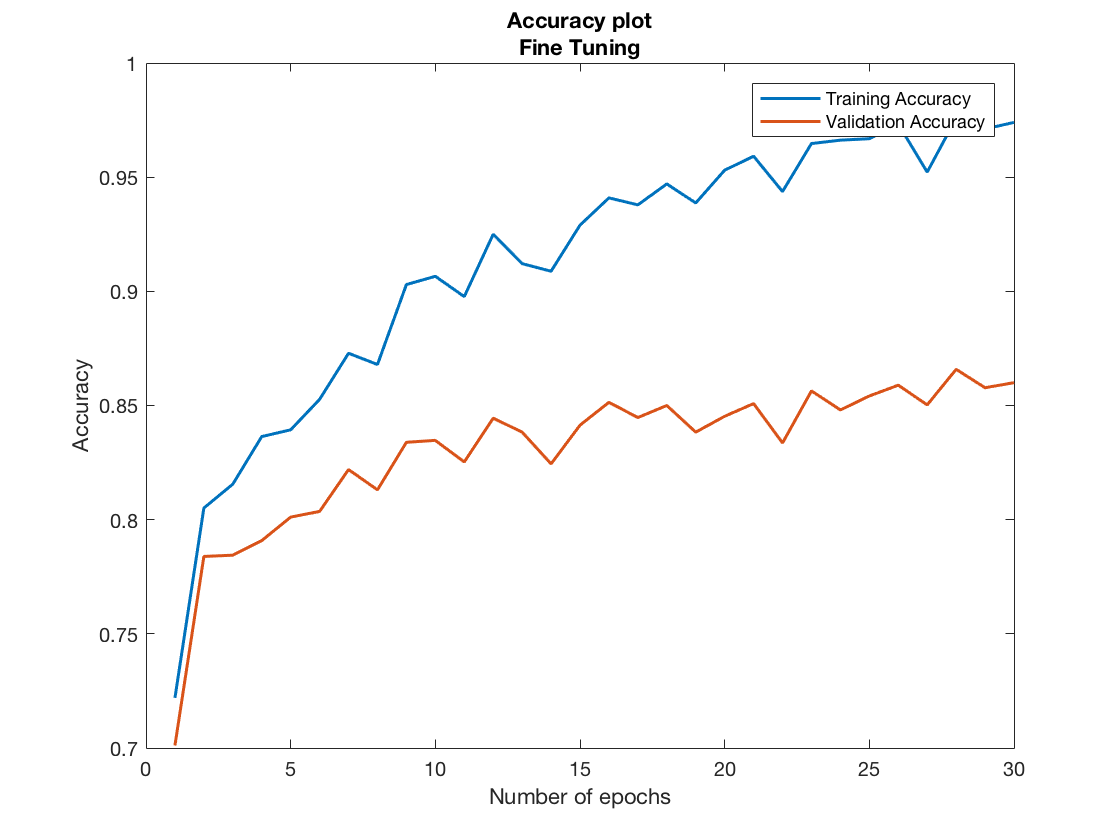 Accuracy plot
Fine Tuning
1
0.95
0.9
0.85
0.8
0.75
0.7
Accuracy
Training Accuracy
Validation Accuracy
0 5 10 15 20 25 30
Number of epochs